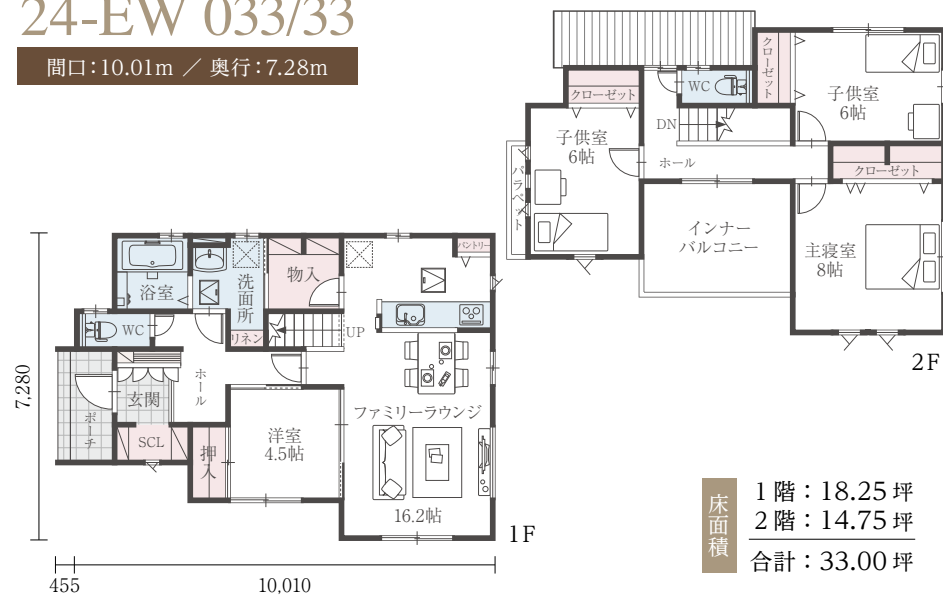 24-EW 033/33
間口：10.01m ／ 奥行：7.28m
クローゼット
WC
クローゼット
子供室
6帖
DN
子供室
6帖
ホール
クローゼット
パラペット
インナー
バルコニー
主寝室
8帖
2F
浴室
洗面所
物入
パントリー
WC
リネン
UP
7,280
ポーチ
玄関
ホール
SCL
押入
洋室
4.5帖
ファミリーラウンジ
16.2帖
1F
455
10,010
床面積
1階：18.25坪
2階：14.75坪
合計：33.00坪